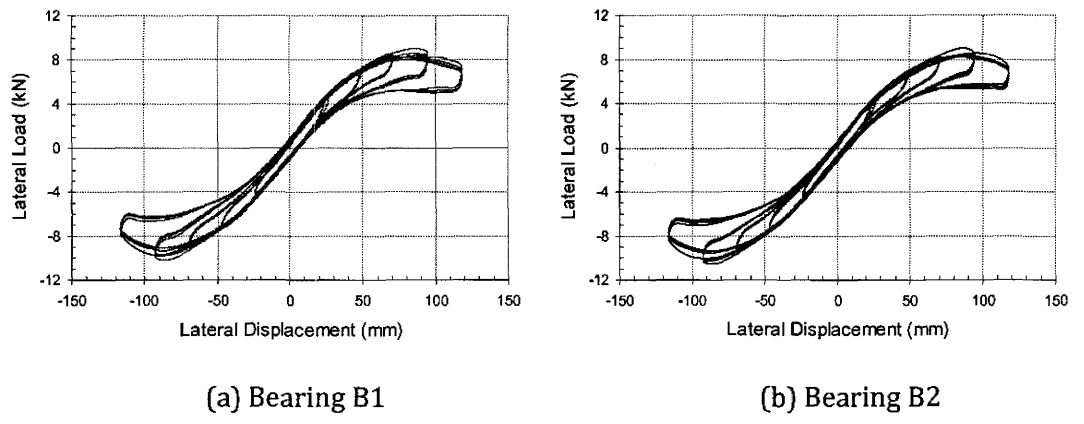 12
8
4
0
-4
-8
-12
Lateral Load (kN)
-150 -100 -50 0 50 100 150
Lateral Displacement (mm)
(a) Bearing B1
12
8
4
0
-4
-8
-12
Lateral Load (kN)
-150 -100 -50 0 50 100 150
Lateral Displacement (mm)
(b) Bearing B2